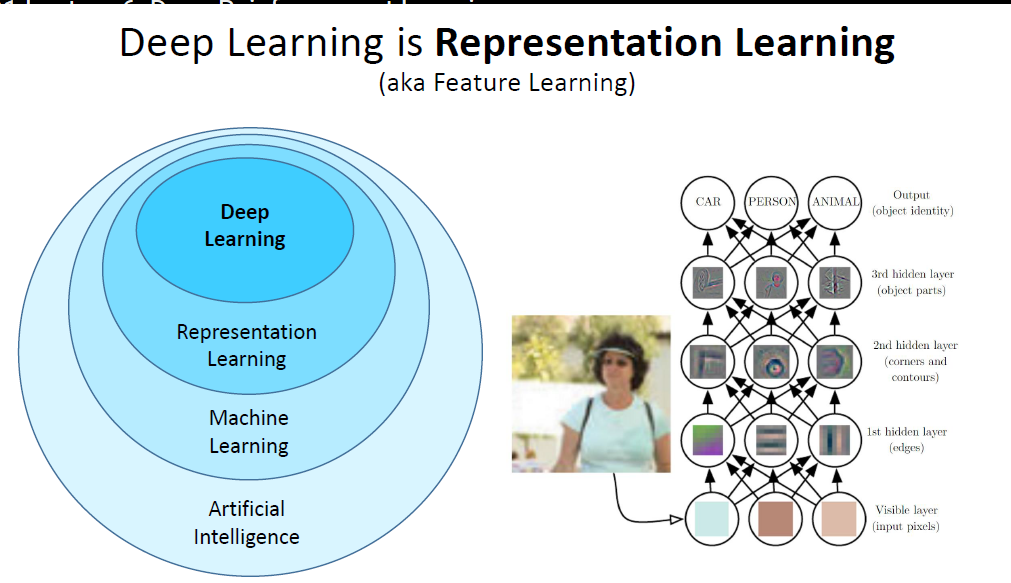 Deep Learning is Representation Learning
(aka Feature Learning)
Deep
Learning
Representation
Learning
Machine
Learning
Artificial
Intelligence
CAR PERSON ANIMAL
Output
(object identity)
3rd hidden layer
(object parts)
2nd hidden layer
(corners and
contours)
1st hidden layer
(edges)
Visible layer
(input pixels)